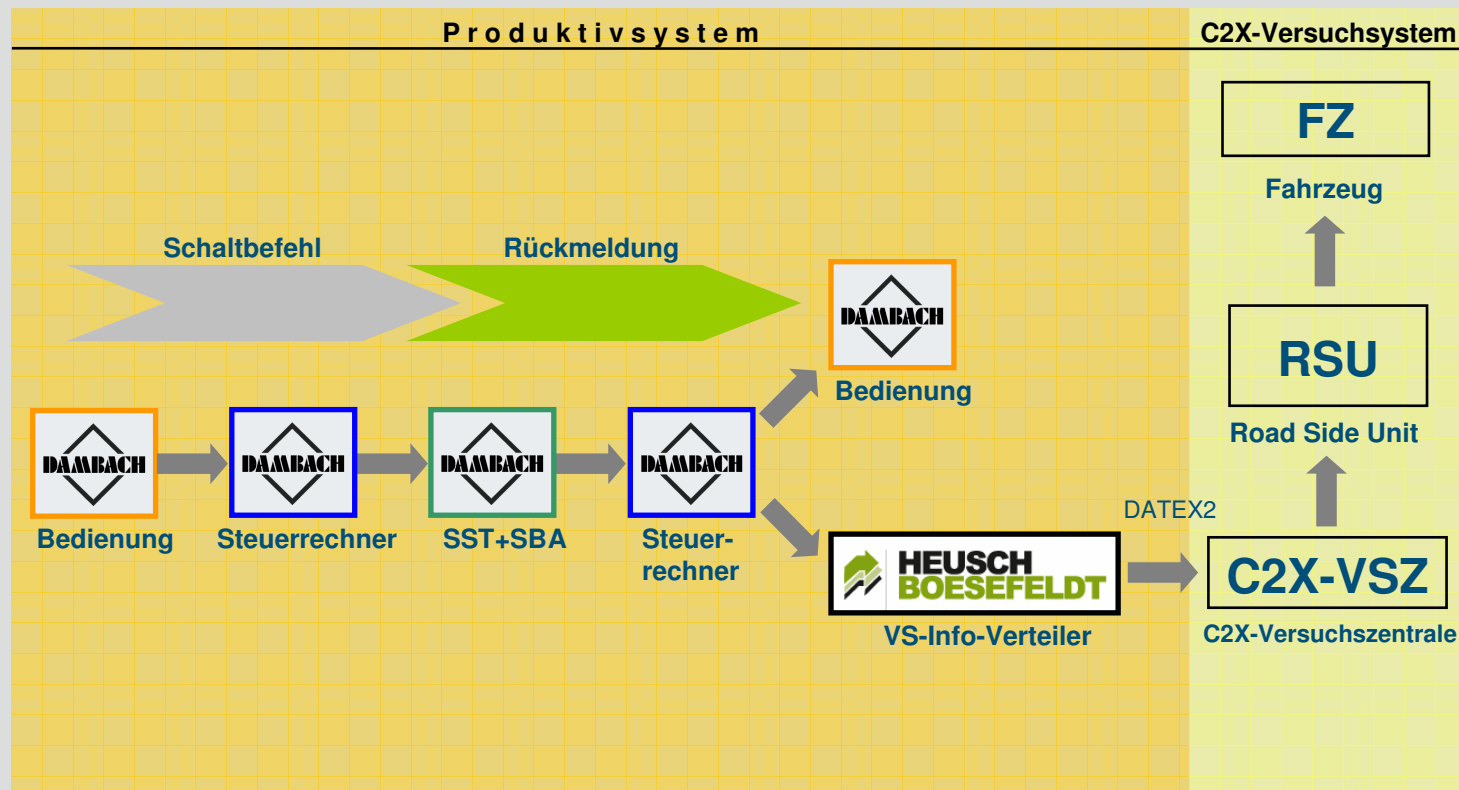 P r o d u k t i v s y s t e m
C2X-Versuchsystem
FZ
Fahrzeug
Schaltbefehl
Rückmeldung
DAMBACH
Bedienung
RSU
Road Side Unit
DAMBACH
DAMBACH
DAMBACH
DAMBACH
Bedienung
Steuerrechner
SST+SBA
Steuer-
rechner
DATEX2
HEUSCH
BOESEFELDT
VS-Info-Verteiler
C2X-VSZ
C2X-Versuchszentrale